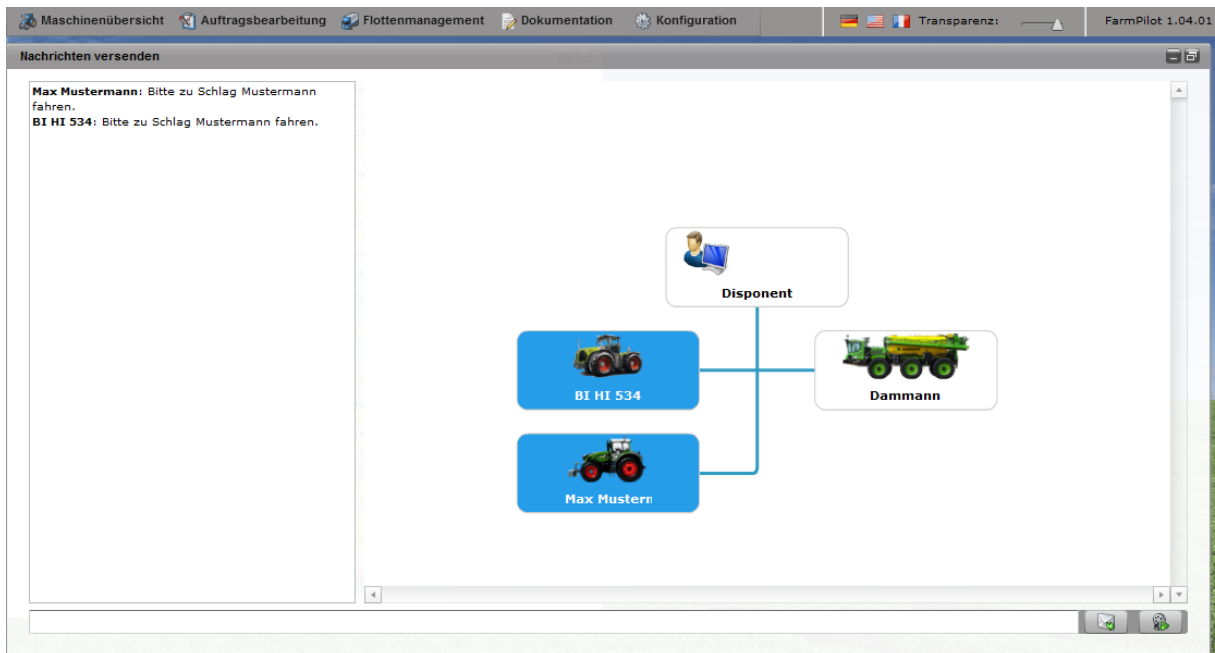 Maschinenübersicht Auftragsbearbeitung Flottenmanagement Dokumentation Konfiguration Transparenz: FarmPilot 1.04.01
Nachrichten versenden
Max Mustermann: Bitte zu Schlag Mustermann
fahren.
BI HI 534: Bitte zu Schlag Mustermann fahren.
Disponent
BI HI 534
Dammann
Max Mustern